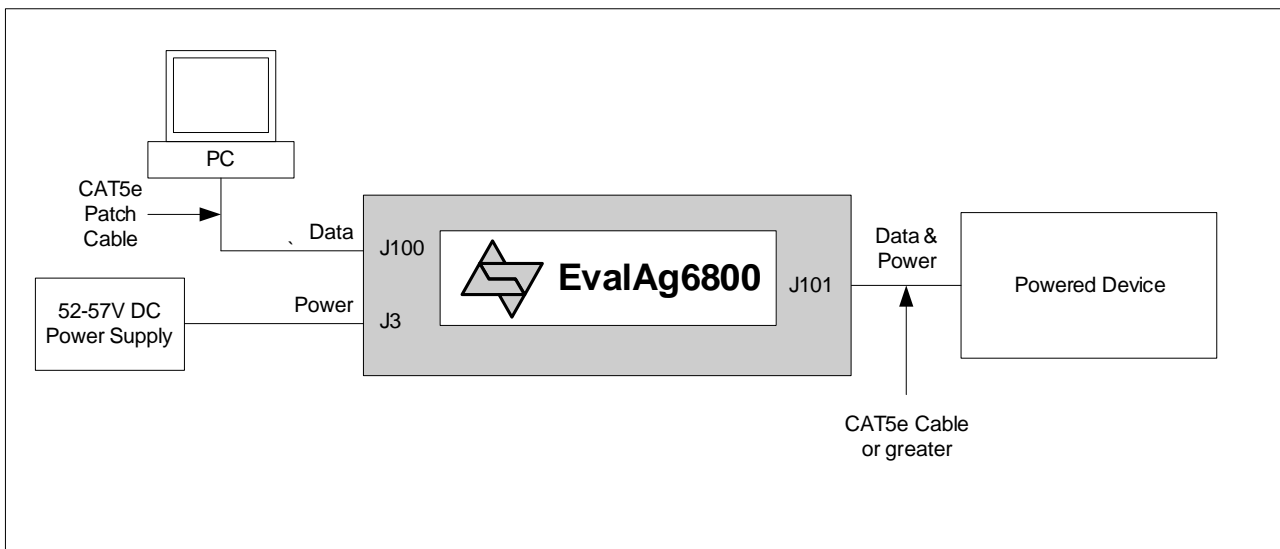 PC
CAT5e
Patch
Cable
Data
J100
52-57V DC
Power Supply
Power
J3
EvalAg6800
J101
Data &
Power
Powered Device
CAT5e Cable
or greater